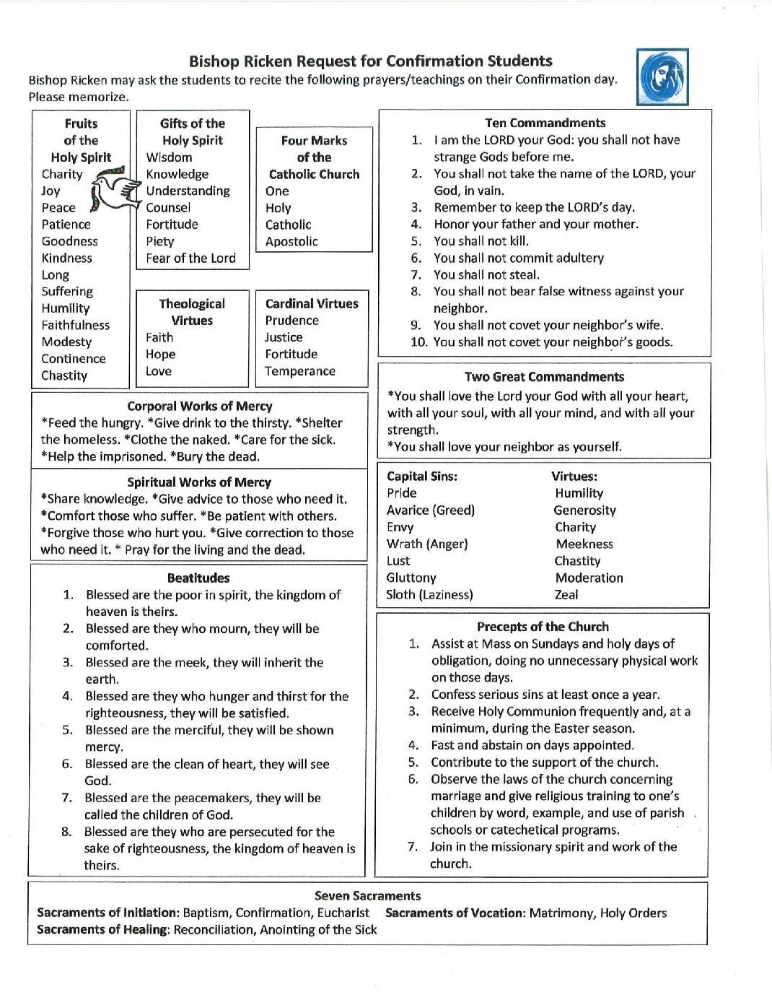 Bishop Ricken Request for Confirmation Students
Bishop Ricken may ask the students to recite the following prayers/teachings on their Confirmation day.
Please memorize.
Fruits
of the
Holy Spirit
Charity
Joy
Peace
Patience
Goodness
Kindness
Long
Suffering
Humility
Faithfulness
Modesty
Continence
Chastity
Gifts of the
Holy Spirit
Wisdom
Knowledge
Understanding
Counsel
Fortitude
Piety
Fear of the Lord
Four Marks
of the
Catholic Church
One
Holy
Catholic
Apostolic
Theological
Virtues
Faith
Hope
Love
Cardinal Virtues
Prudence
Justice
Fortitude
Temperance
Corporal Works of Mercy
*Feed the hungry. *Give drink to the thirsty. *Shelter
the homeless. *Clothe the naked. *Care for the sick.
*Help the imprisoned. *Bury the dead.
Spiritual Works of Mercy
*Share knowledge. *Give advice to those who need it.
*Comfort those who suffer. *Be patient with others.
*Forgive those who hurt you. *Give correction to those
who need it. * Pray for the living and the dead.
Beatitudes
1. Blessed are the poor in spirit, the kingdom of
heaven is theirs.
2. Blessed are they who mourn, they will be
comforted.
3. Blessed are the meek, they will inherit the
earth.
4. Blessed are they who hunger and thirst for the
righteousness, they will be satisfied.
5. Blessed are the merciful, they will be shown
mercy.
6. Blessed are the clean of heart, they will see
God.
7. Blessed are the peacemakers, they will be
called the children of God.
8. Blessed are they who are persecuted for the
sake of righteousness, the kingdom of heaven is
theirs.
Ten Commandments
1. I am the LORD your God: you shall not have
strange Gods before me.
2. You shall not take the name of the LORD, your
God, in vain.
3. Remember to keep the LORD's day.
4. Honor your father and your mother.
5. You shall not kill.
6. You shall not commit adultery
7. You shall not steal.
8. You shall not bear false witness against your
neighbor.
9. You shall not covet your neighbor's wife.
10. You shall not covet your neighbor's goods.
Two Great Commandments
*You shall love the Lord your God with all your heart,
with all your soul, with all your mind, and with all your
strength.
*You shall love your neighbor as yourself.
Capital Sins: Virtues:
Pride Humility
Avarice (Greed) Generosity
Envy Charity
Wrath (Anger) Meekness
Lust Chastity
Gluttony Moderation
Sloth (Laziness) Zeal
Precepts of the Church
1. Assist at Mass on Sundays and holy days of
obligation, doing no unnecessary physical work
on those days.
2. Confess serious sins at least once a year.
3. Receive Holy Communion frequently and, at a
minimum, during the Easter season.
4. Fast and abstain on days appointed.
5. Contribute to the support of the church.
6. Observe the laws of the church concerning
marriage and give religious training to one's
children by word, example, and use of parish
schools or catechetical programs.
7. Join in the missionary spirit and work of the
church.
Seven Sacraments
Sacraments of Initiation: Baptism, Confirmation, Eucharist Sacraments of Vocation: Matrimony, Holy Orders
Sacraments of Healing: Reconciliation, Anointing of the Sick